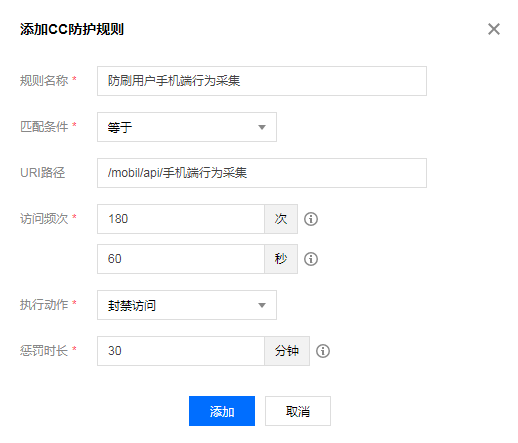 添加CC防护规则
规则名称 * 防刷用户手机端行为采集
匹配条件 * 等于
URI路径 /mobil/api/手机端行为采集
访问频次 * 180 次
60 秒
执行动作 * 封禁访问
惩罚时长 * 30 分钟
添加 取消